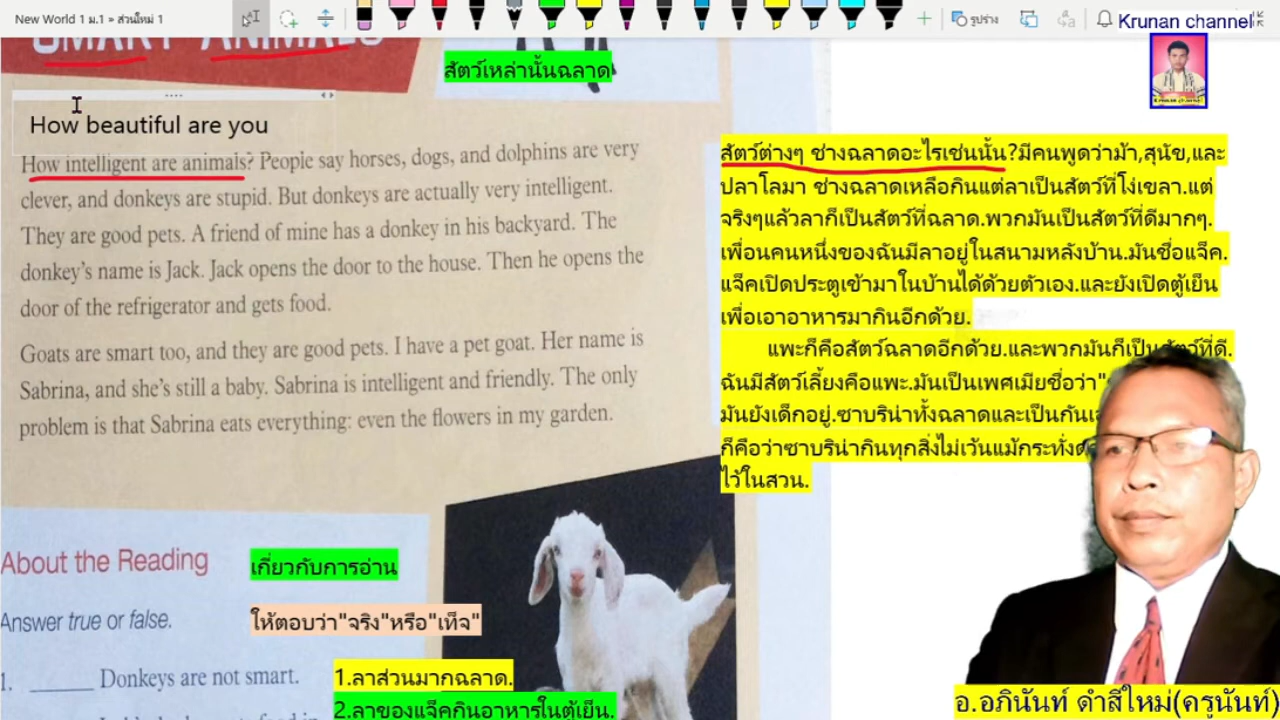 New World 1 ม.1 » ส่วนใหม่ 1
รูปร่าง
Krunan channel
SMART ANIMALS
สัตว์เหล่านั้นฉลาด
How beautiful are you
How intelligent are animals? People say horses, dogs, and dolphins are very
clever, and donkeys are stupid. But donkeys are actually very intelligent.
They are good pets. A friend of mine has a donkey in his backyard. The
donkey's name is Jack. Jack opens the door to the house. Then he opens the
door of the refrigerator and gets food.
Goats are smart too, and they are good pets. I have a pet goat. Her name is
Sabrina, and she's still a baby. Sabrina is intelligent and friendly. The only
problem is that Sabrina eats everything: even the flowers in my garden.
สัตว์ต่างๆ ช่างฉลาดอะไรเช่นนั้น?มีคนพูดว่าม้า,สุนัข,และ
ปลาโลมา ช่างฉลาดเหลือกินแต่ลาเป็นสัตว์ที่โง่เขลา.แต่
จริงๆแล้วลาก็เป็นสัตว์ที่ฉลาด.พวกมันเป็นสัตว์ที่ดีมากๆ.
เพื่อนคนหนึ่งของฉันมีลาอยู่ในสนามหลังบ้าน.มันชื่อแจ็ค.
แจ็คเปิดประตูเข้ามาในบ้านได้ด้วยตัวเอง.และยังเปิดตู้เย็น
เพื่อเอาอาหารมากินอีกด้วย.
แพะก็คือสัตว์ฉลาดอีกด้วย.และพวกมันก็เป็นสัตว์ที่ดี.
ฉันมีสัตว์เลี้ยงคือแพะ.มันเป็นเพศเมียชื่อว่า"
มันยังเด็กอยู่.ซาบริน่าทั้งฉลาดและเป็นกันเ
ก็คือว่าซาบริน่ากินทุกสิ่งไม่เว้นแม้กระทั่ง
ไว้ในสวน.
About the Reading
เกี่ยวกับการอ่าน
Answer true or false.
ให้ตอบว่า"จริง"หรือ"เท็จ"
1. ______ Donkeys are not smart.
1.ลาส่วนมากฉลาด.
2.ลาของแจ็คกินอาหารในตู้เย็น.
อ.อภินันท์ ดำสีใหม่(ครูนันท์)